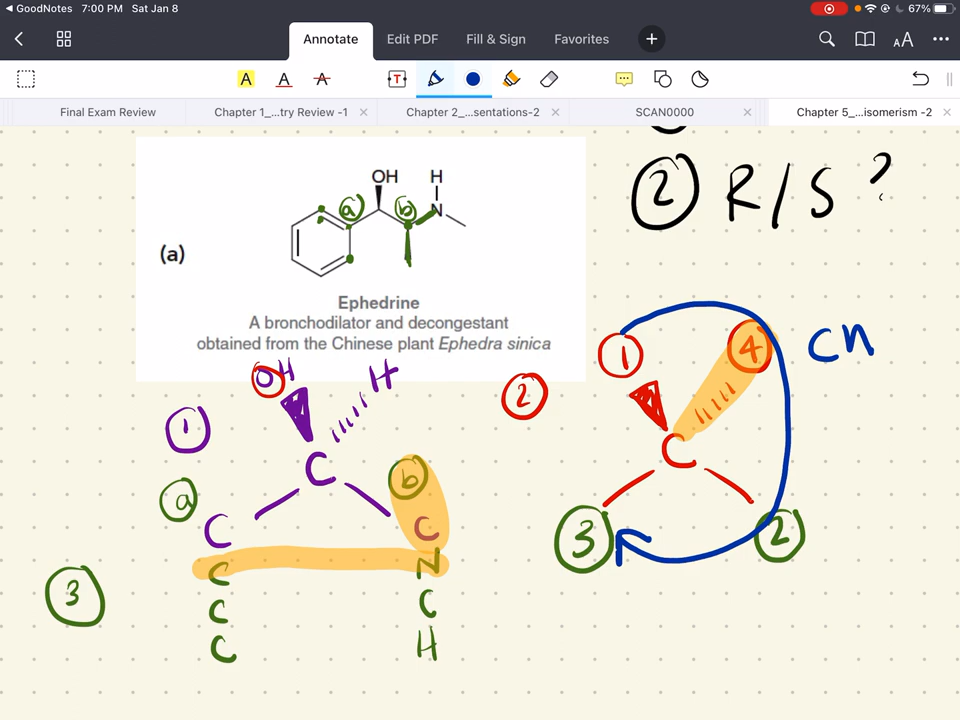 GoodNotes 7:00 PM Sat Jan 8 67%
Annotate Edit PDF Fill & Sign Favorites
AA
A A A T
Final Exam Review Chapter 1_...try Review -1 Chapter 2_...sentations-2 SCAN0000 Chapter 5_...isomerism -2
2 R/S?
OH H
a b N
(a)
Ephedrine
A bronchodilator and decongestant
obtained from the Chinese plant Ephedra sinica
OH H
1
C
a b
C C
C N
3
C C
C H
2
1 4 CN
C
3 2